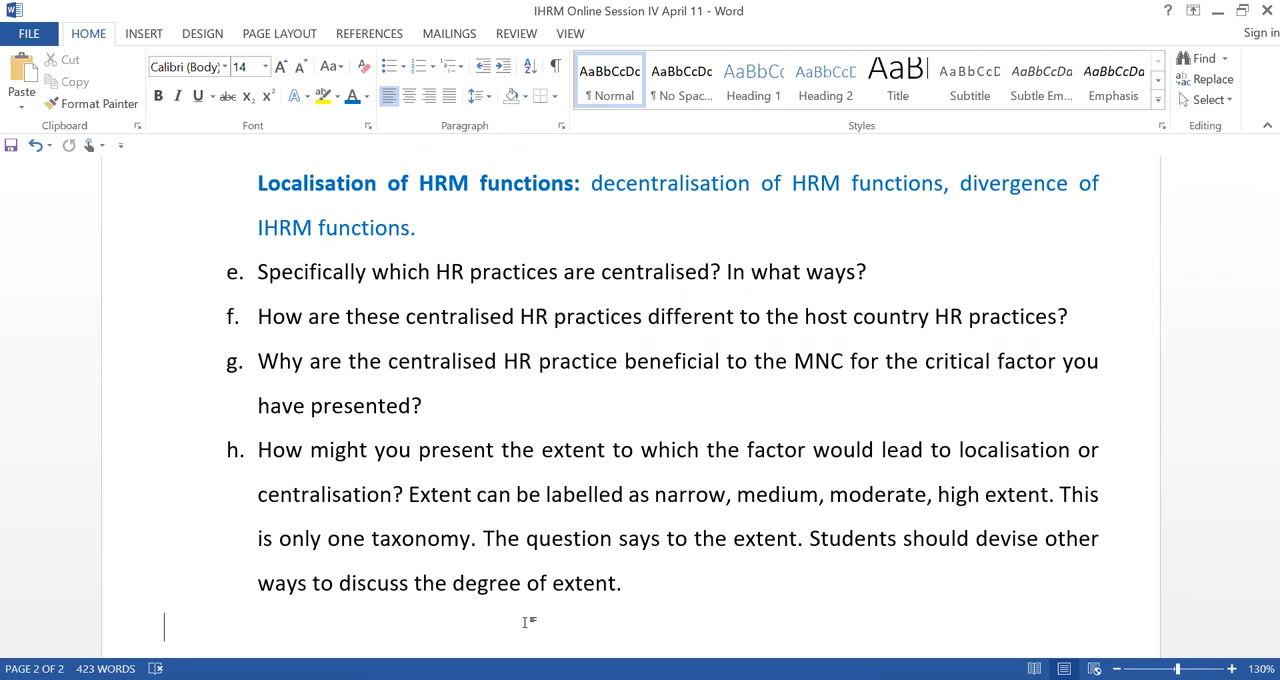 IHRM Online Session IV April 11 - Word
?
FILE HOME INSERT DESIGN PAGE LAYOUT REFERENCES MAILINGS REVIEW VIEW Sign in
Paste
Cut
Copy
Format Painter
Clipboard
Calibri (Body) 14
Font
Paragraph
AaBbCcDc AaBbCcDc AaBbCc AaBbCcD AaBl AaBbCcD AaBbCcDa AaBbCcDa
¶ Normal ¶ No Spac... Heading 1 Heading 2 Title Subtitle Subtle Em... Emphasis
Styles
Find
Replace
Select
Editing
Localisation of HRM functions: decentralisation of HRM functions, divergence of
IHRM functions.
e. Specifically which HR practices are centralised? In what ways?
f. How are these centralised HR practices different to the host country HR practices?
g. Why are the centralised HR practice beneficial to the MNC for the critical factor you
have presented?
h. How might you present the extent to which the factor would lead to localisation or
centralisation? Extent can be labelled as narrow, medium, moderate, high extent. This
is only one taxonomy. The question says to the extent. Students should devise other
ways to discuss the degree of extent.
PAGE 2 OF 2 423 WORDS 130%